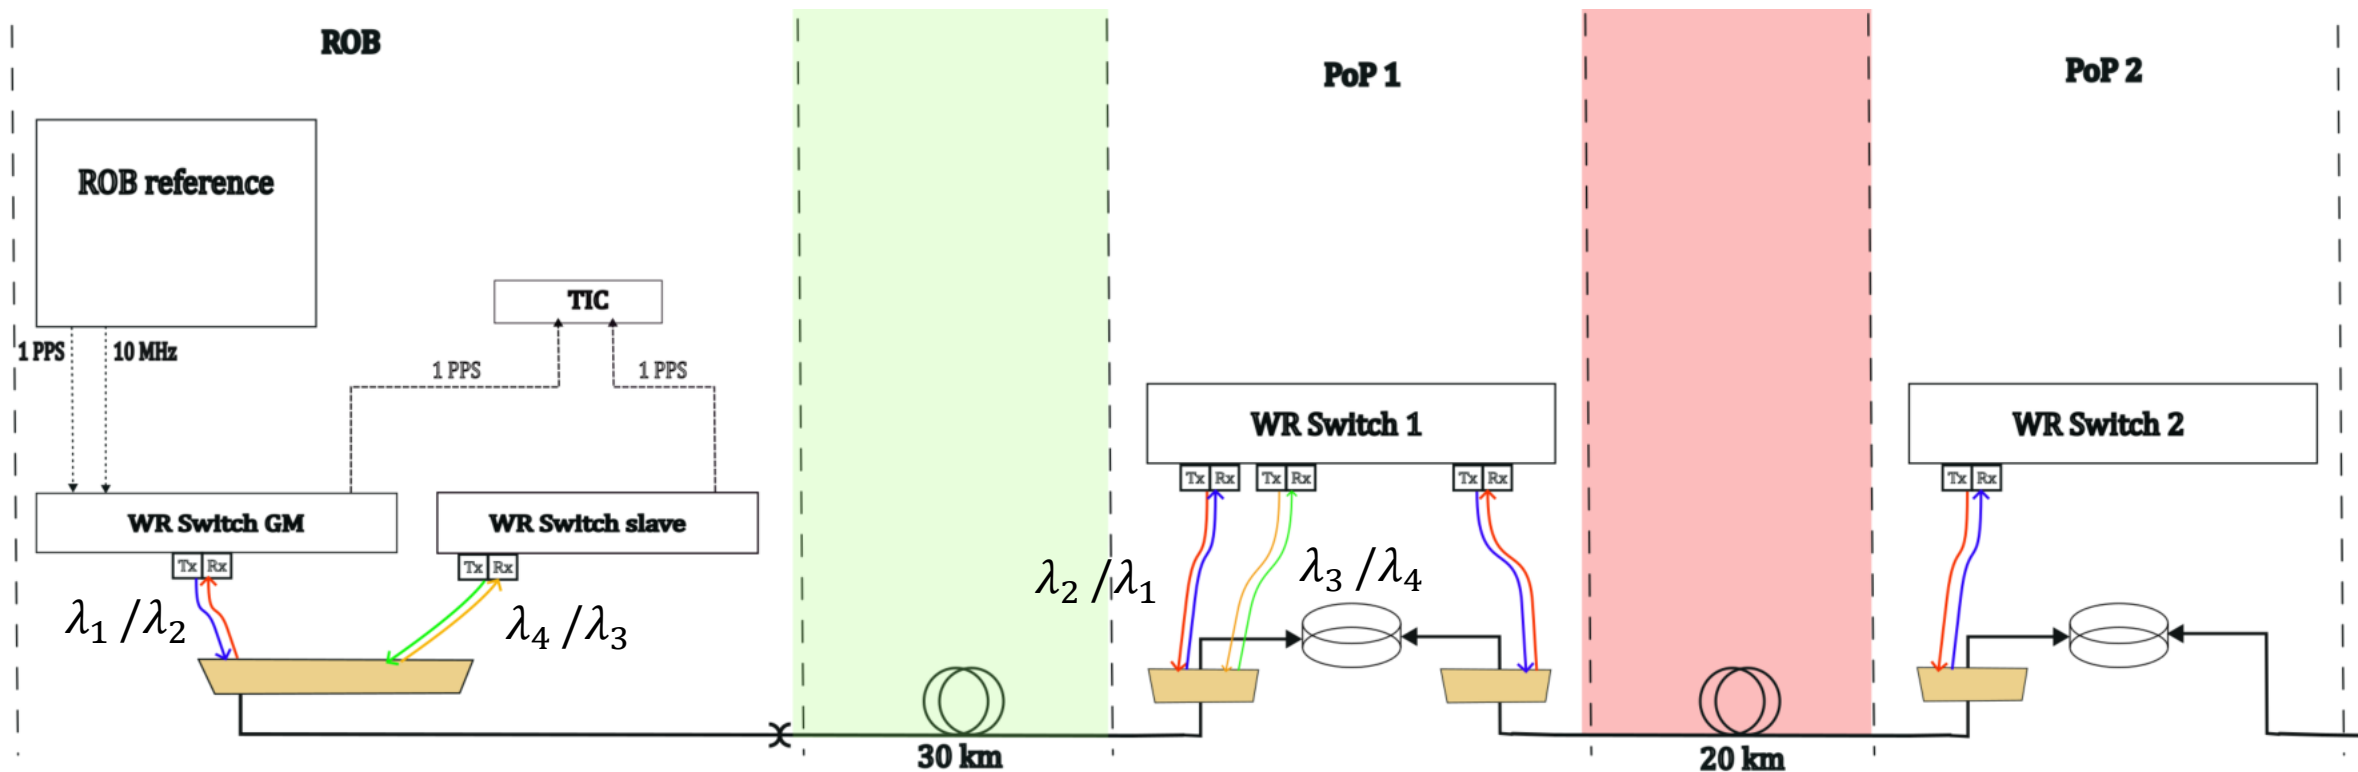 ROB
PoP 1
PoP 2
ROB reference
TIC
1 PPS
10 MHz
1 PPS
1 PPS
WR Switch 1
WR Switch 2
Tx Rx
Tx Rx
Tx Rx
Tx Rx
WR Switch GM
WR Switch slave
Tx Rx
Tx Rx
λ₁ /λ₂
λ₄ /λ₃
λ₂ /λ₁
λ₃ /λ₄
30 km
20 km